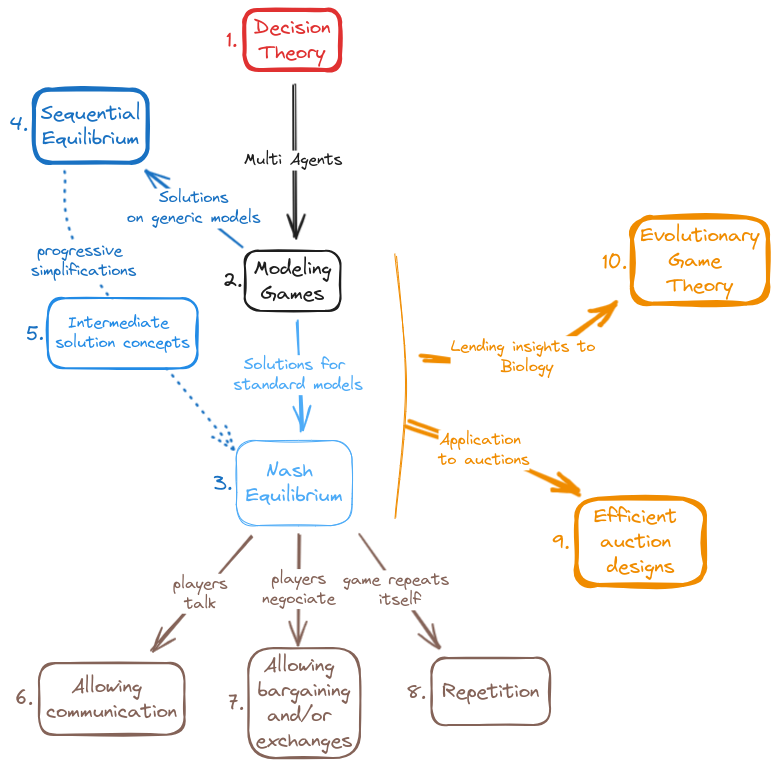 1.
Decision
Theory
Multi Agents
4.
Sequential
Equilibrium
Solutions
on generic models
progressive
simplifications
2.
Modeling
Games
5.
Intermediate
solution concepts
Solutions for
standard models
3.
Nash
Equilibrium
10.
Evolutionary
Game
Theory
Lending insights to
Biology
Application
to auctions
9.
Efficient
auction
designs
players
talk
players
negociate
game repeats
itself
6.
Allowing
communication
7.
Allowing
bargaining
and/or
exchanges
8.
Repetition